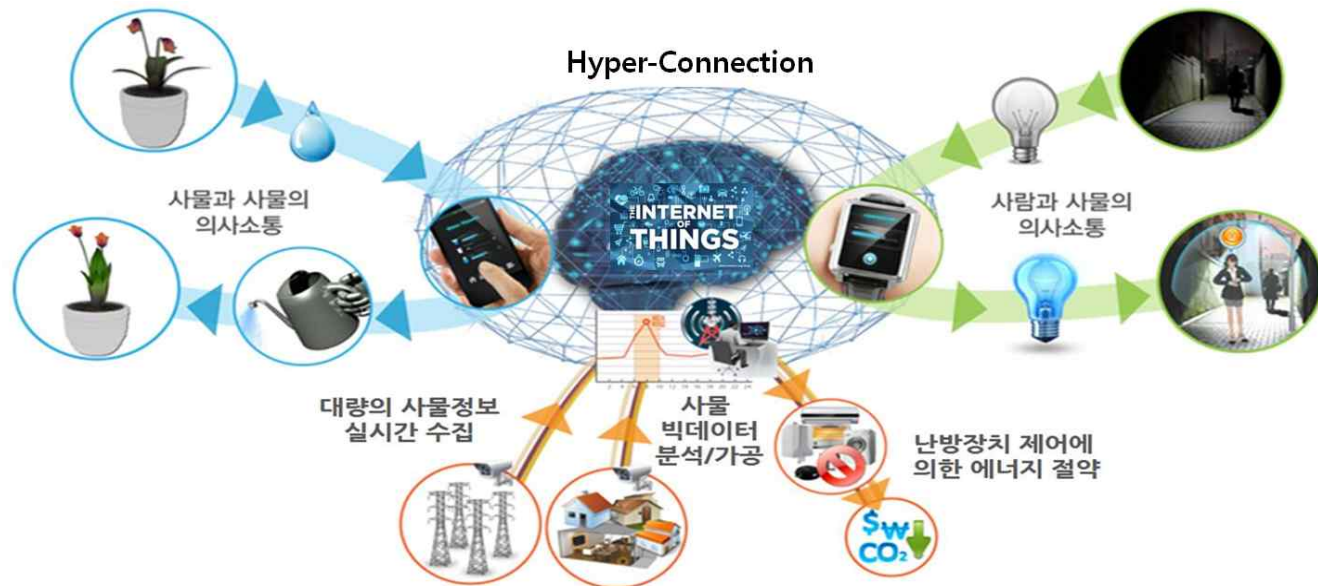 Hyper-Connection
사물과 사물의
의사소통
THE
INTERNET
OF
THINGS
사람과 사물의
의사소통
대량의 사물정보
실시간 수집
사물
빅데이터
분석/가공
난방장치 제어에
의한 에너지 절약
$₩
CO₂